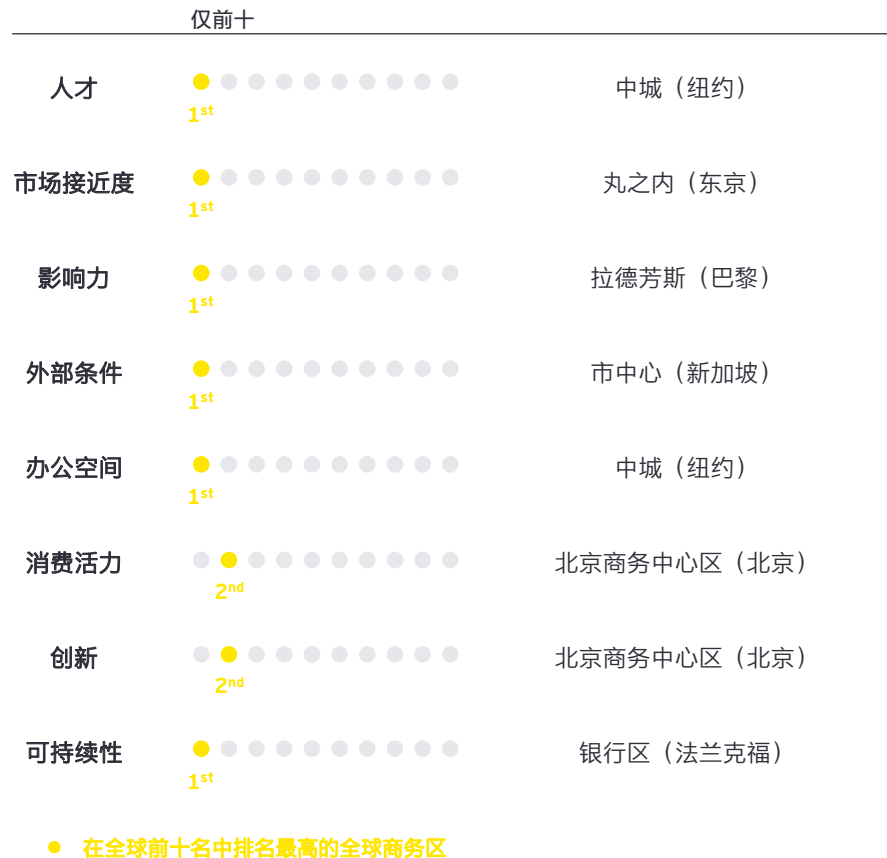 仅前十
人才
1st
中城（纽约）
市场接近度
1st
丸之内（东京）
影响力
1st
拉德芳斯（巴黎）
外部条件
1st
市中心（新加坡）
办公空间
1st
中城（纽约）
消费活力
2nd
北京商务中心区（北京）
创新
2nd
北京商务中心区（北京）
可持续性
1st
银行区（法兰克福）
在全球前十名中排名最高的全球商务区